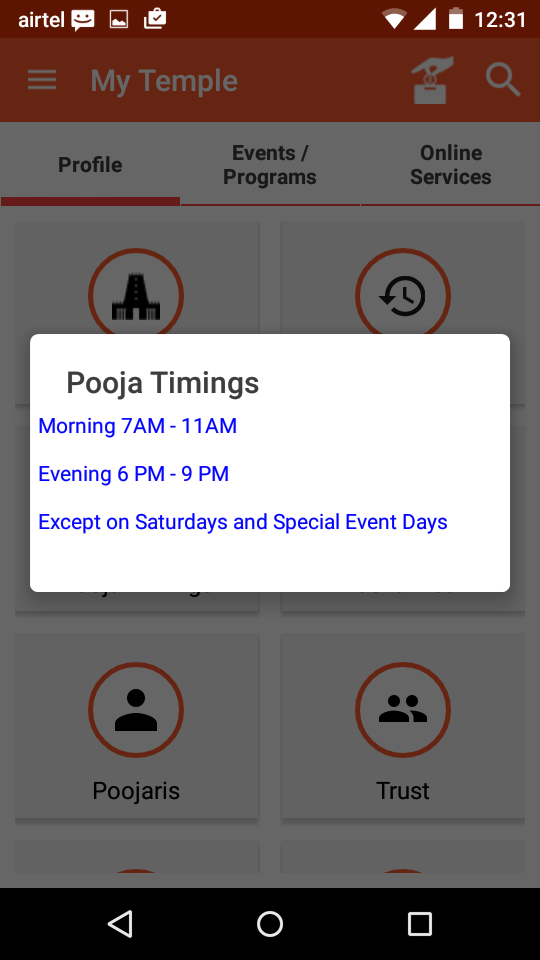 airtel 12:31
My Temple
Profile
Events /
Programs
Online
Services
Pooja Timings
Morning 7AM - 11AM
Evening 6 PM - 9 PM
Except on Saturdays and Special Event Days
Poojaris
Trust